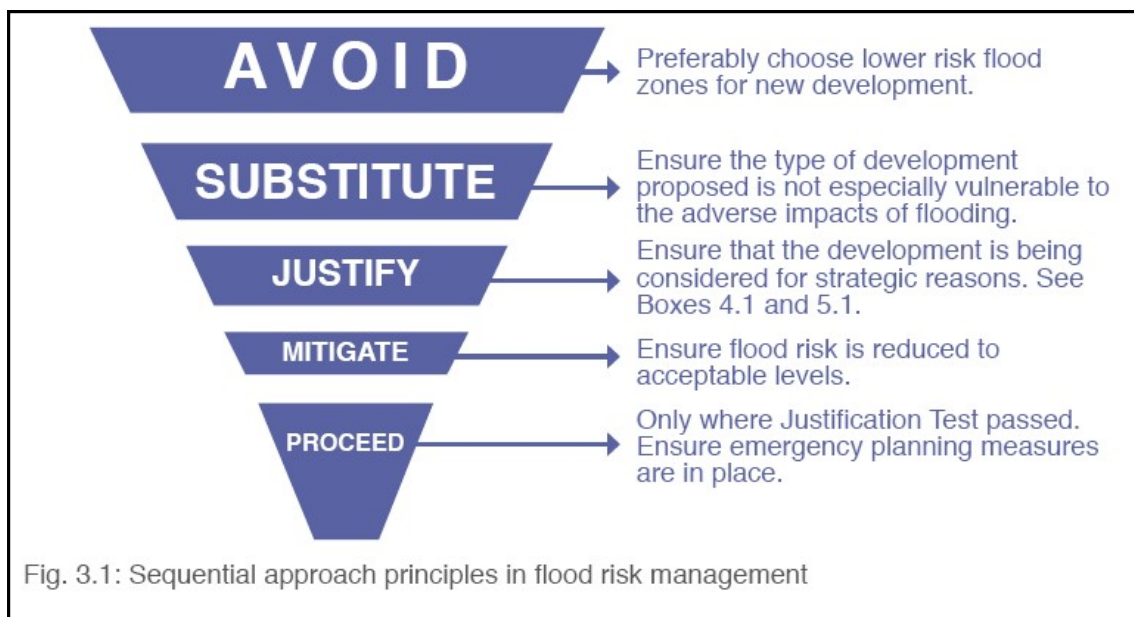 AVOID
Preferably choose lower risk flood
zones for new development.
SUBSTITUTE
Ensure the type of development
proposed is not especially vulnerable to
the adverse impacts of flooding.
JUSTIFY
Ensure that the development is being
considered for strategic reasons. See
Boxes 4.1 and 5.1.
MITIGATE
Ensure flood risk is reduced to
acceptable levels.
PROCEED
Only where Justification Test passed.
Ensure emergency planning measures
are in place.
Fig. 3.1: Sequential approach principles in flood risk management